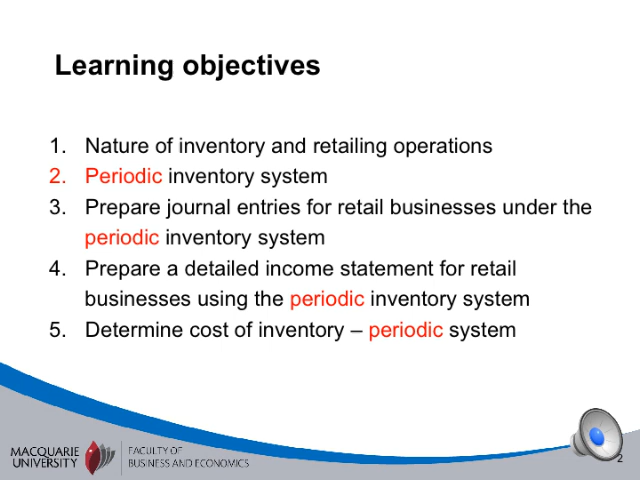 Learning objectives
1. Nature of inventory and retailing operations
2. Periodic inventory system
3. Prepare journal entries for retail businesses under the
periodic inventory system
4. Prepare a detailed income statement for retail
businesses using the periodic inventory system
5. Determine cost of inventory – periodic system
MACQUARIE
UNIVERSITY
FACULTY OF
BUSINESS AND ECONOMICS
2